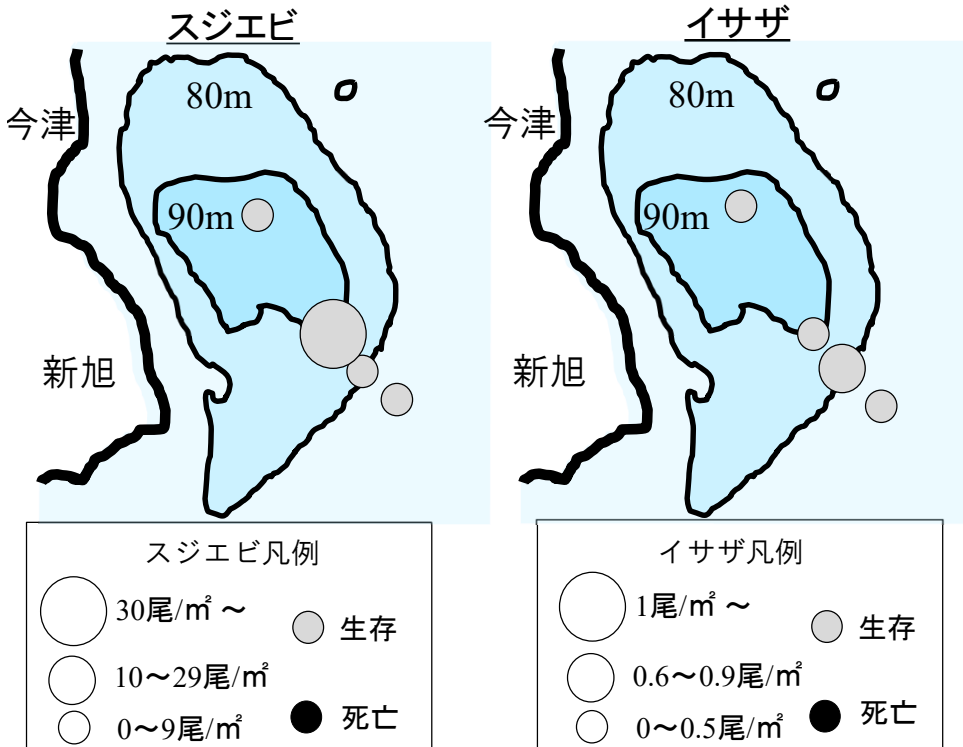 スジエビ
80m
今津
90m
新旭
スジエビ凡例
30尾/㎡ ～
生存
10～29尾/㎡
死亡
0～9尾/㎡
イサザ
80m
今津
90m
新旭
イサザ凡例
1尾/㎡ ～
生存
0.6～0.9尾/㎡
死亡
0～0.5尾/㎡